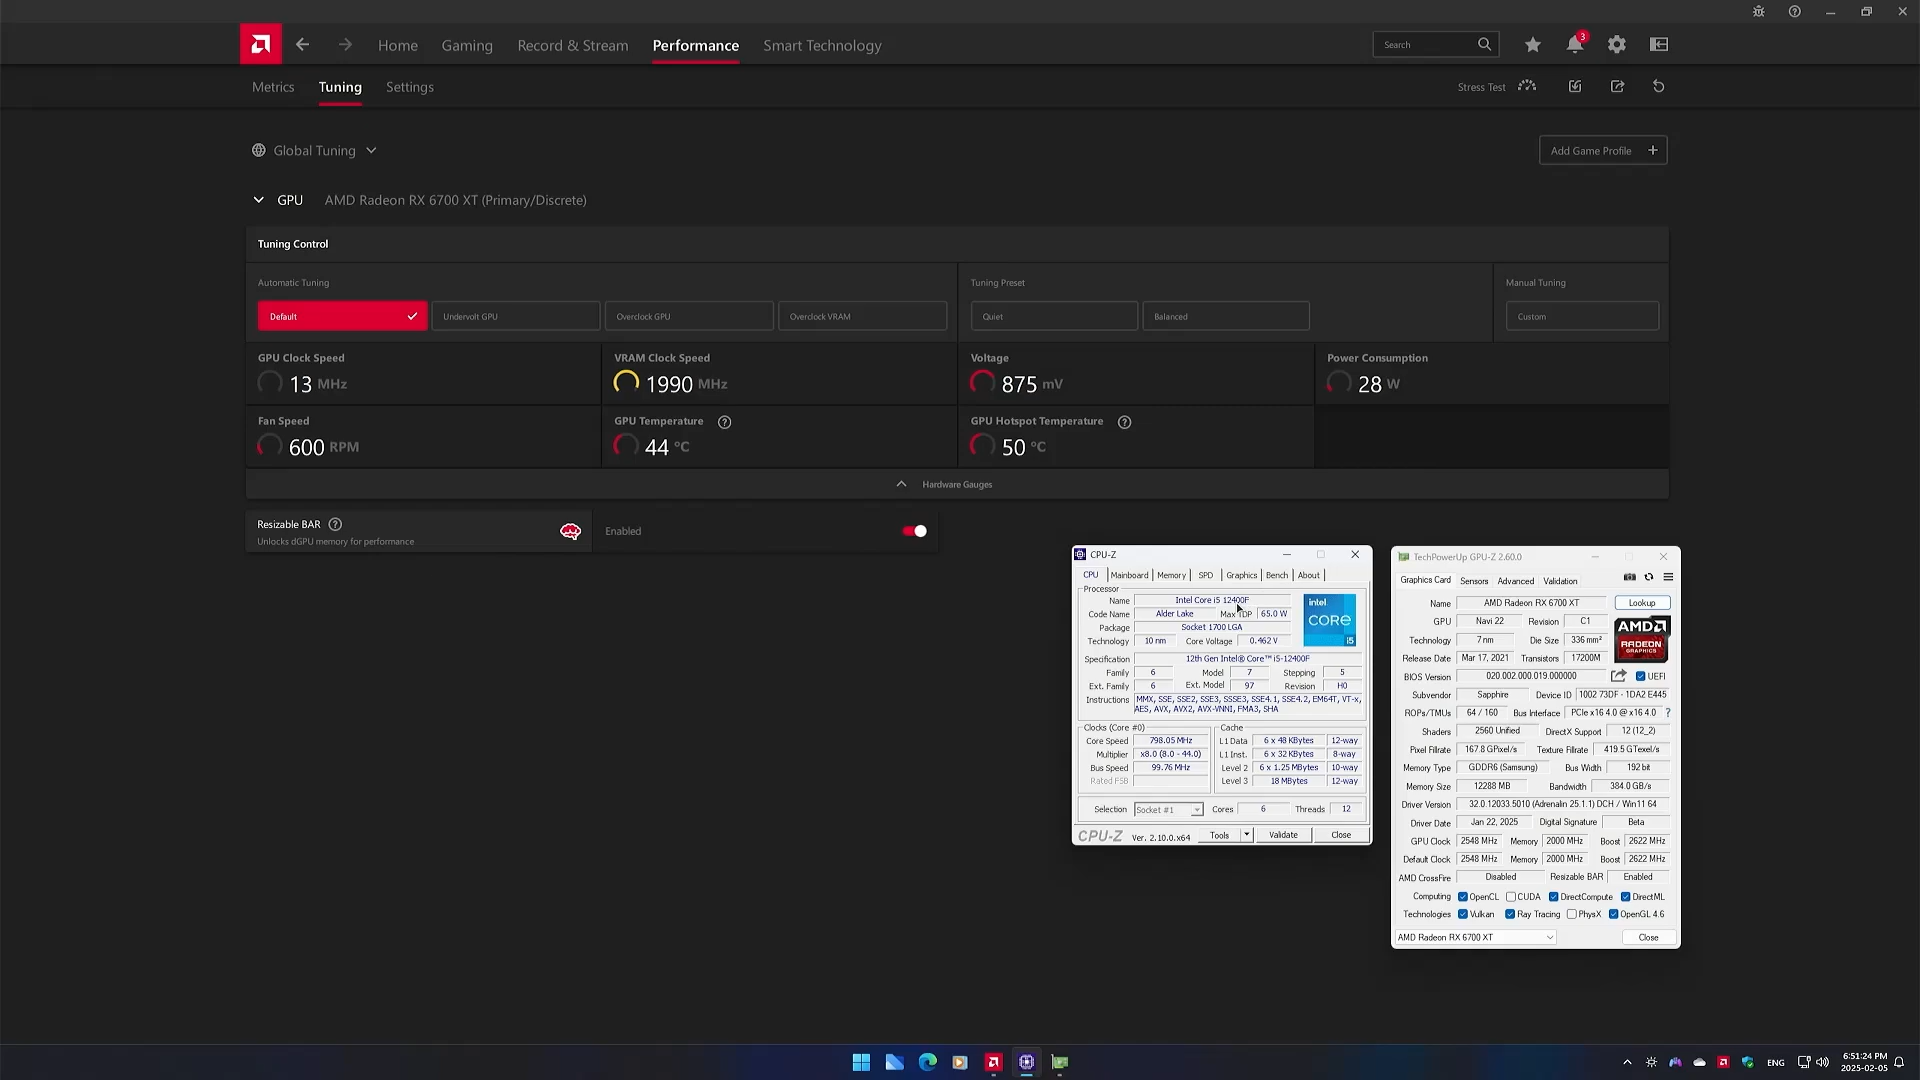 Home
Gaming
Record & Stream
Performance
Smart Technology
Search
3
Metrics
Tuning
Settings
Stress Test
Global Tuning
Add Game Profile +
GPU AMD Radeon RX 6700 XT (Primary/Discrete)
Tuning Control
Automatic Tuning
Tuning Preset
Manual Tuning
Default
Undervolt GPU
Overclock GPU
Overclock VRAM
Quiet
Balanced
Custom
GPU Clock Speed
13 MHz
VRAM Clock Speed
1990 MHz
Voltage
875 mV
Power Consumption
28 W
Fan Speed
600 RPM
GPU Temperature ?
44 °C
GPU Hotspot Temperature ?
50 °C
Hardware Gauges
Resizable BAR ?
Unlocks dGPU memory for performance
Enabled
CPU-Z
CPU Mainboard Memory SPD Graphics Bench About
Processor
Name Intel Core i5 12400F
Code Name Alder Lake Max TDP 65.0 W
Package Socket 1700 LGA
Technology 10 nm Core Voltage 0.462 V
intel
CORE
i5
Specification 12th Gen Intel® Core™ i5-12400F
Family 6 Model 7 Stepping 5
Ext. Family 6 Ext. Model 97 Revision H0
Instructions MMX, SSE, SSE2, SSE3, SSSE3, SSE4.1, SSE4.2, EM64T, VT-x,
AES, AVX, AVX2, AVX-VNNI, FMA3, SHA
Clocks (Core #0)
Core Speed 798.05 MHz
Multiplier x8.0 (8.0 - 44.0)
Bus Speed 99.76 MHz
Rated FSB
Cache
L1 Data 6 x 48 KBytes 12-way
L1 Inst. 6 x 32 KBytes 8-way
Level 2 6 x 1.25 MBytes 10-way
Level 3 18 MBytes 12-way
Selection Socket #1 Cores 6 Threads 12
CPU-Z Ver. 2.10.0.x64 Tools Validate Close
TechPowerUp GPU-Z 2.60.0
Graphics Card Sensors Advanced Validation
Name AMD Radeon RX 6700 XT Lookup
GPU Navi 22 Revision C1
Technology 7 nm Die Size 336 mm²
Release Date Mar 17, 2021 Transistors 17200M
AMD
RADEON
GRAPHICS
BIOS Version 020.002.000.019.000000 UEFI
Subvendor Sapphire Device ID 1002 73DF - 1DA2 E445
ROPs/TMUs 64 / 160 Bus Interface PCIe x16 4.0 @ x16 4.0 ?
Shaders 2560 Unified DirectX Support 12 (12_2)
Pixel Fillrate 167.8 GPixel/s Texture Fillrate 419.5 GTexel/s
Memory Type GDDR6 (Samsung) Bus Width 192 bit
Memory Size 12288 MB Bandwidth 384.0 GB/s
Driver Version 32.0.12033.5010 (Adrenalin 25.1.1) DCH / Win11 64
Driver Date Jan 22, 2025 Digital Signature Beta
GPU Clock 2548 MHz Memory 2000 MHz Boost 2622 MHz
Default Clock 2548 MHz Memory 2000 MHz Boost 2622 MHz
AMD CrossFire Disabled Resizable BAR Enabled
Computing OpenCL CUDA DirectCompute DirectML
Technologies Vulkan Ray Tracing PhysX OpenGL 4.6
AMD Radeon RX 6700 XT Close
ENG
6:51:24 PM
2025-02-05